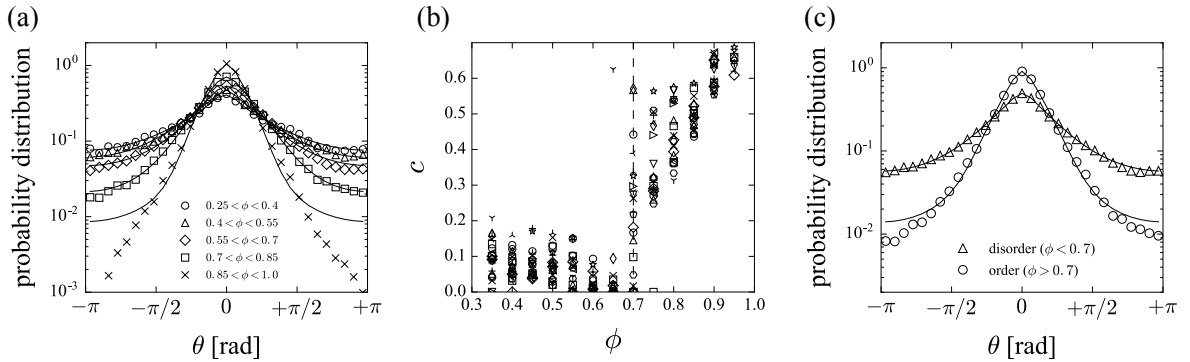 (a)
probability distribution
10⁰
10⁻¹
10⁻²
10⁻³
−π
−π/2
0
+π/2
+π
θ [rad]
0.25<ϕ<0.4
0.4<ϕ<0.55
0.55<ϕ<0.7
0.7<ϕ<0.85
0.85<ϕ<1.0
(b)
c
0.6
0.5
0.4
0.3
0.2
0.1
0.0
0.3 0.4 0.5 0.6 0.7 0.8 0.9 1.0
ϕ
(c)
probability distribution
10⁰
10⁻¹
10⁻²
−π
−π/2
0
+π/2
+π
θ [rad]
disorder (ϕ<0.7)
order (ϕ>0.7)